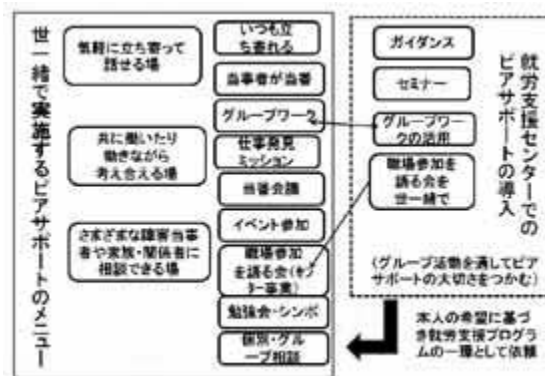 世一緒で実施するピアサポートのメニュー
気軽に立ち寄って
話せる場
共に働いたり
働きながら
考え合える場
さまざまな障害当事
者や家族・関係者に
相談できる場
いつも立
ち寄れる
当事者が当番
グループワーク
仕事発見
ミッション
当番会議
イベント参加
職場参加
を語る会(
ター事業)
勉強会・シンポ
個別・グル
ープ相談
就労支援センターでの
ピアサポートの導入
ガイダンス
セミナー
グループワー
クの活用
職場参加を
語る会を
世一緒で
(グループ活動を通してピア
サポートの大切さをつかむ)
本人の希望に基づ
き就労支援プログラ
ムの一環として依頼